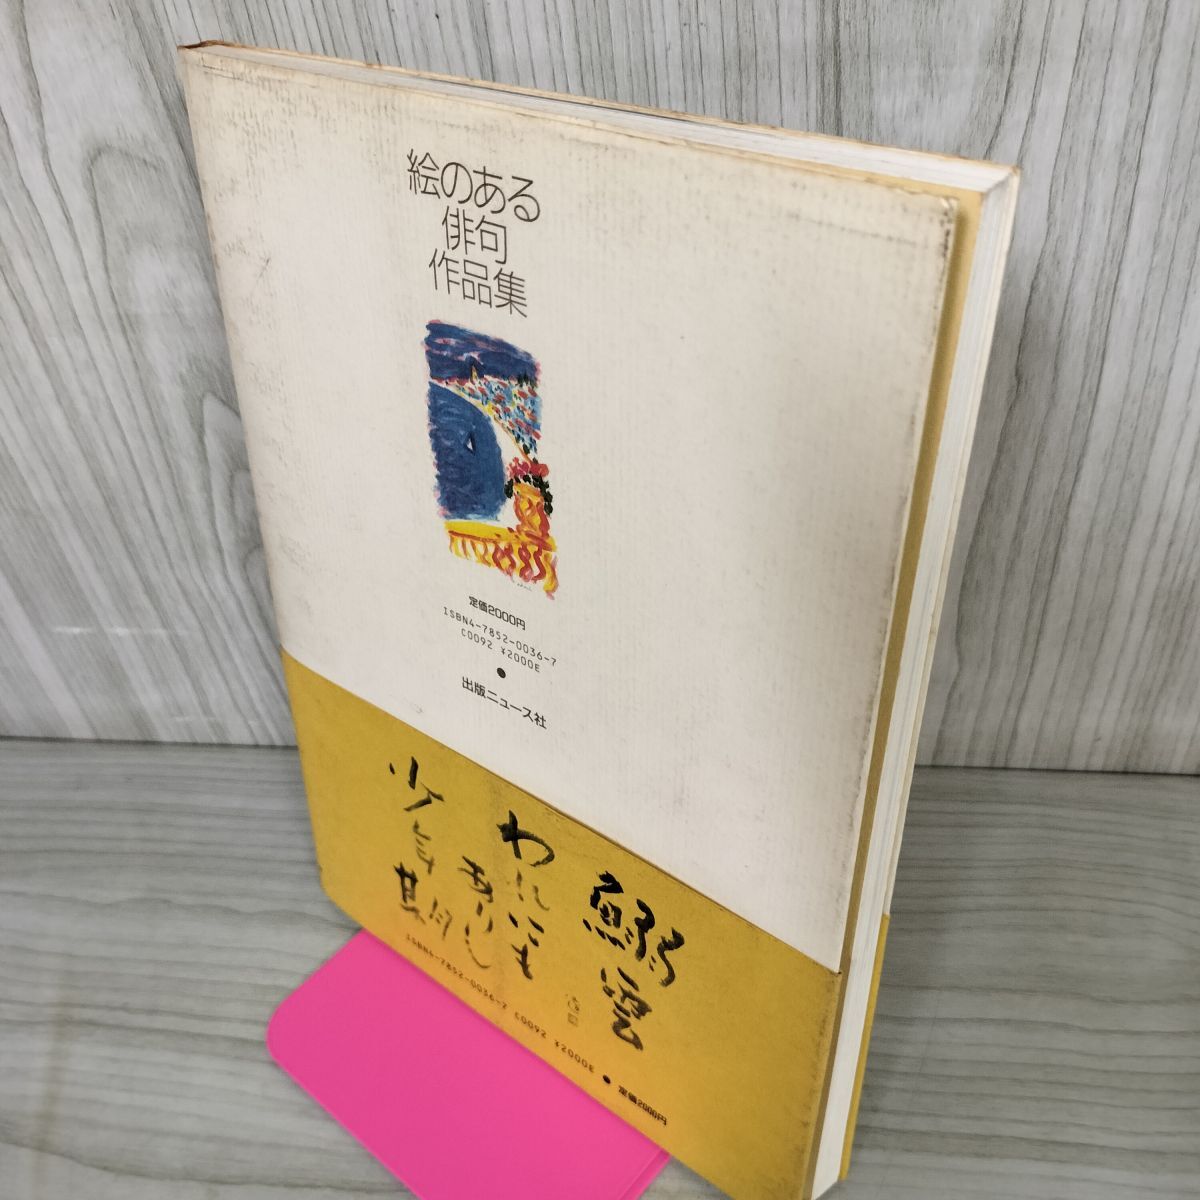 絵のある
俳句
作品集
定価2000円
ISBN4-7852-0036-7
C0092 ¥2000E
出版ニュース社
鰯雲
われにも
ありし
少年期
ISBN4-7852-0036-7 C0092 ¥2000E ● 定価2000円